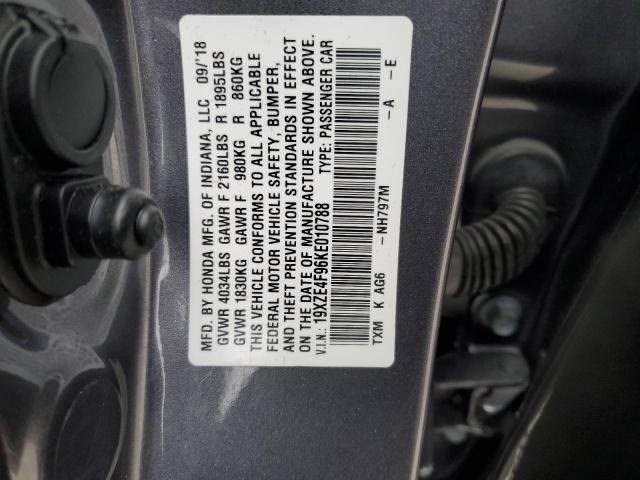 MFD. BY HONDA MFG. OF INDIANA, LLC 09/'18
GVWR 4034LBS GAWR F 2160LBS R 1895LBS
GVWR 1830KG GAWR F 980KG R 860KG
THIS VEHICLE CONFORMS TO ALL APPLICABLE
FEDERAL MOTOR VEHICLE SAFETY, BUMPER,
AND THEFT PREVENTION STANDARDS IN EFFECT
ON THE DATE OF MANUFACTURE SHOWN ABOVE.
V.I.N.: 19XZE4F96KE010788 TYPE: PASSENGER CAR
TXM K AG6 -NH797M -A -E